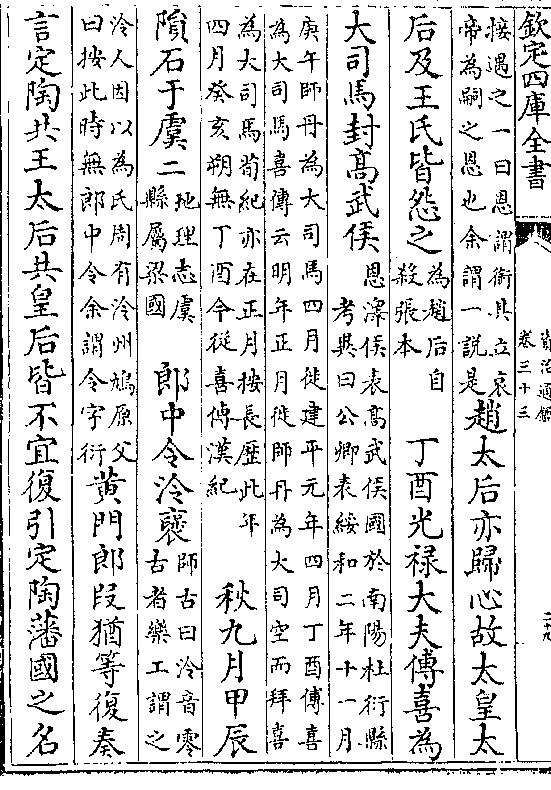 欽定四庫全書
資治通鑑
卷三十三
接遇之一曰恩謂銜其立哀
帝為嗣之恩也余謂一説是
趙太后亦歸心故太皇太
后及王氏皆怨之
為趙后自
殺張本
丁酉光禄大夫傅喜為
大司馬封髙武侯
恩澤侯表髙武侯國於南陽杜衍縣
考異曰公卿表綏和二年十一月
庚午師丹為大司馬四月徙建平元年四月丁酉傅喜
為大司馬喜傳云明年正月徙師丹為大司空而拜喜
為大司馬荀紀亦在正月按長歴此年
四月癸亥朔無丁酉今從喜傳漢紀
秋九月甲辰
隕石于虞二
地理志虞
縣屬梁國
郎中令泠褒
師古曰泠音零
古者樂工謂之
泠人因以為氏周有泠州鳩原父
曰按此時無郎中令余謂令字衍
黄門郎段猶等復奏
言定陶共王太后共皇后皆不宜復引定陶藩國之名